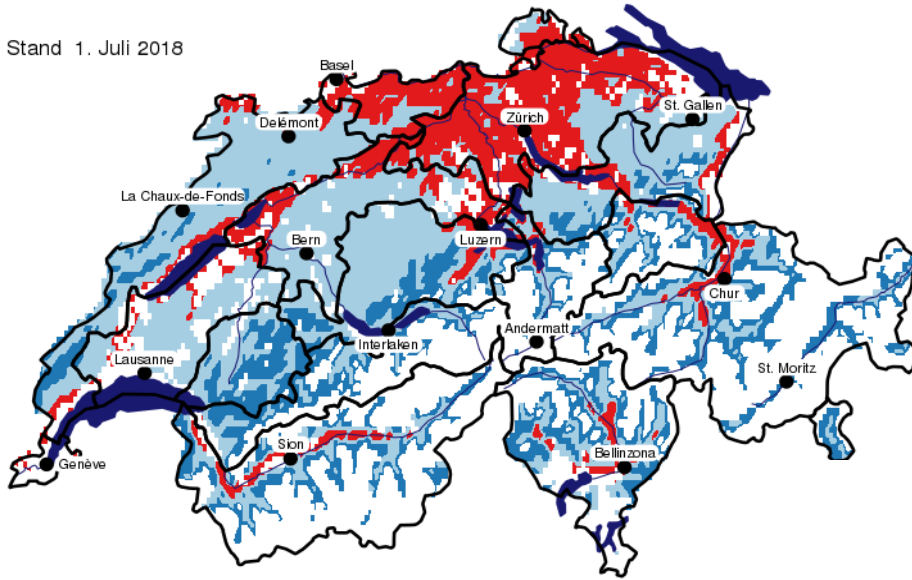 Stand 1. Juli 2018
Basel
St. Gallen
Delémont
Zürich
La Chaux-de-Fonds
Luzern
Bern
Chur
Andermatt
Interlaken
Lausanne
St. Moritz
Sion
Bellinzona
Genève